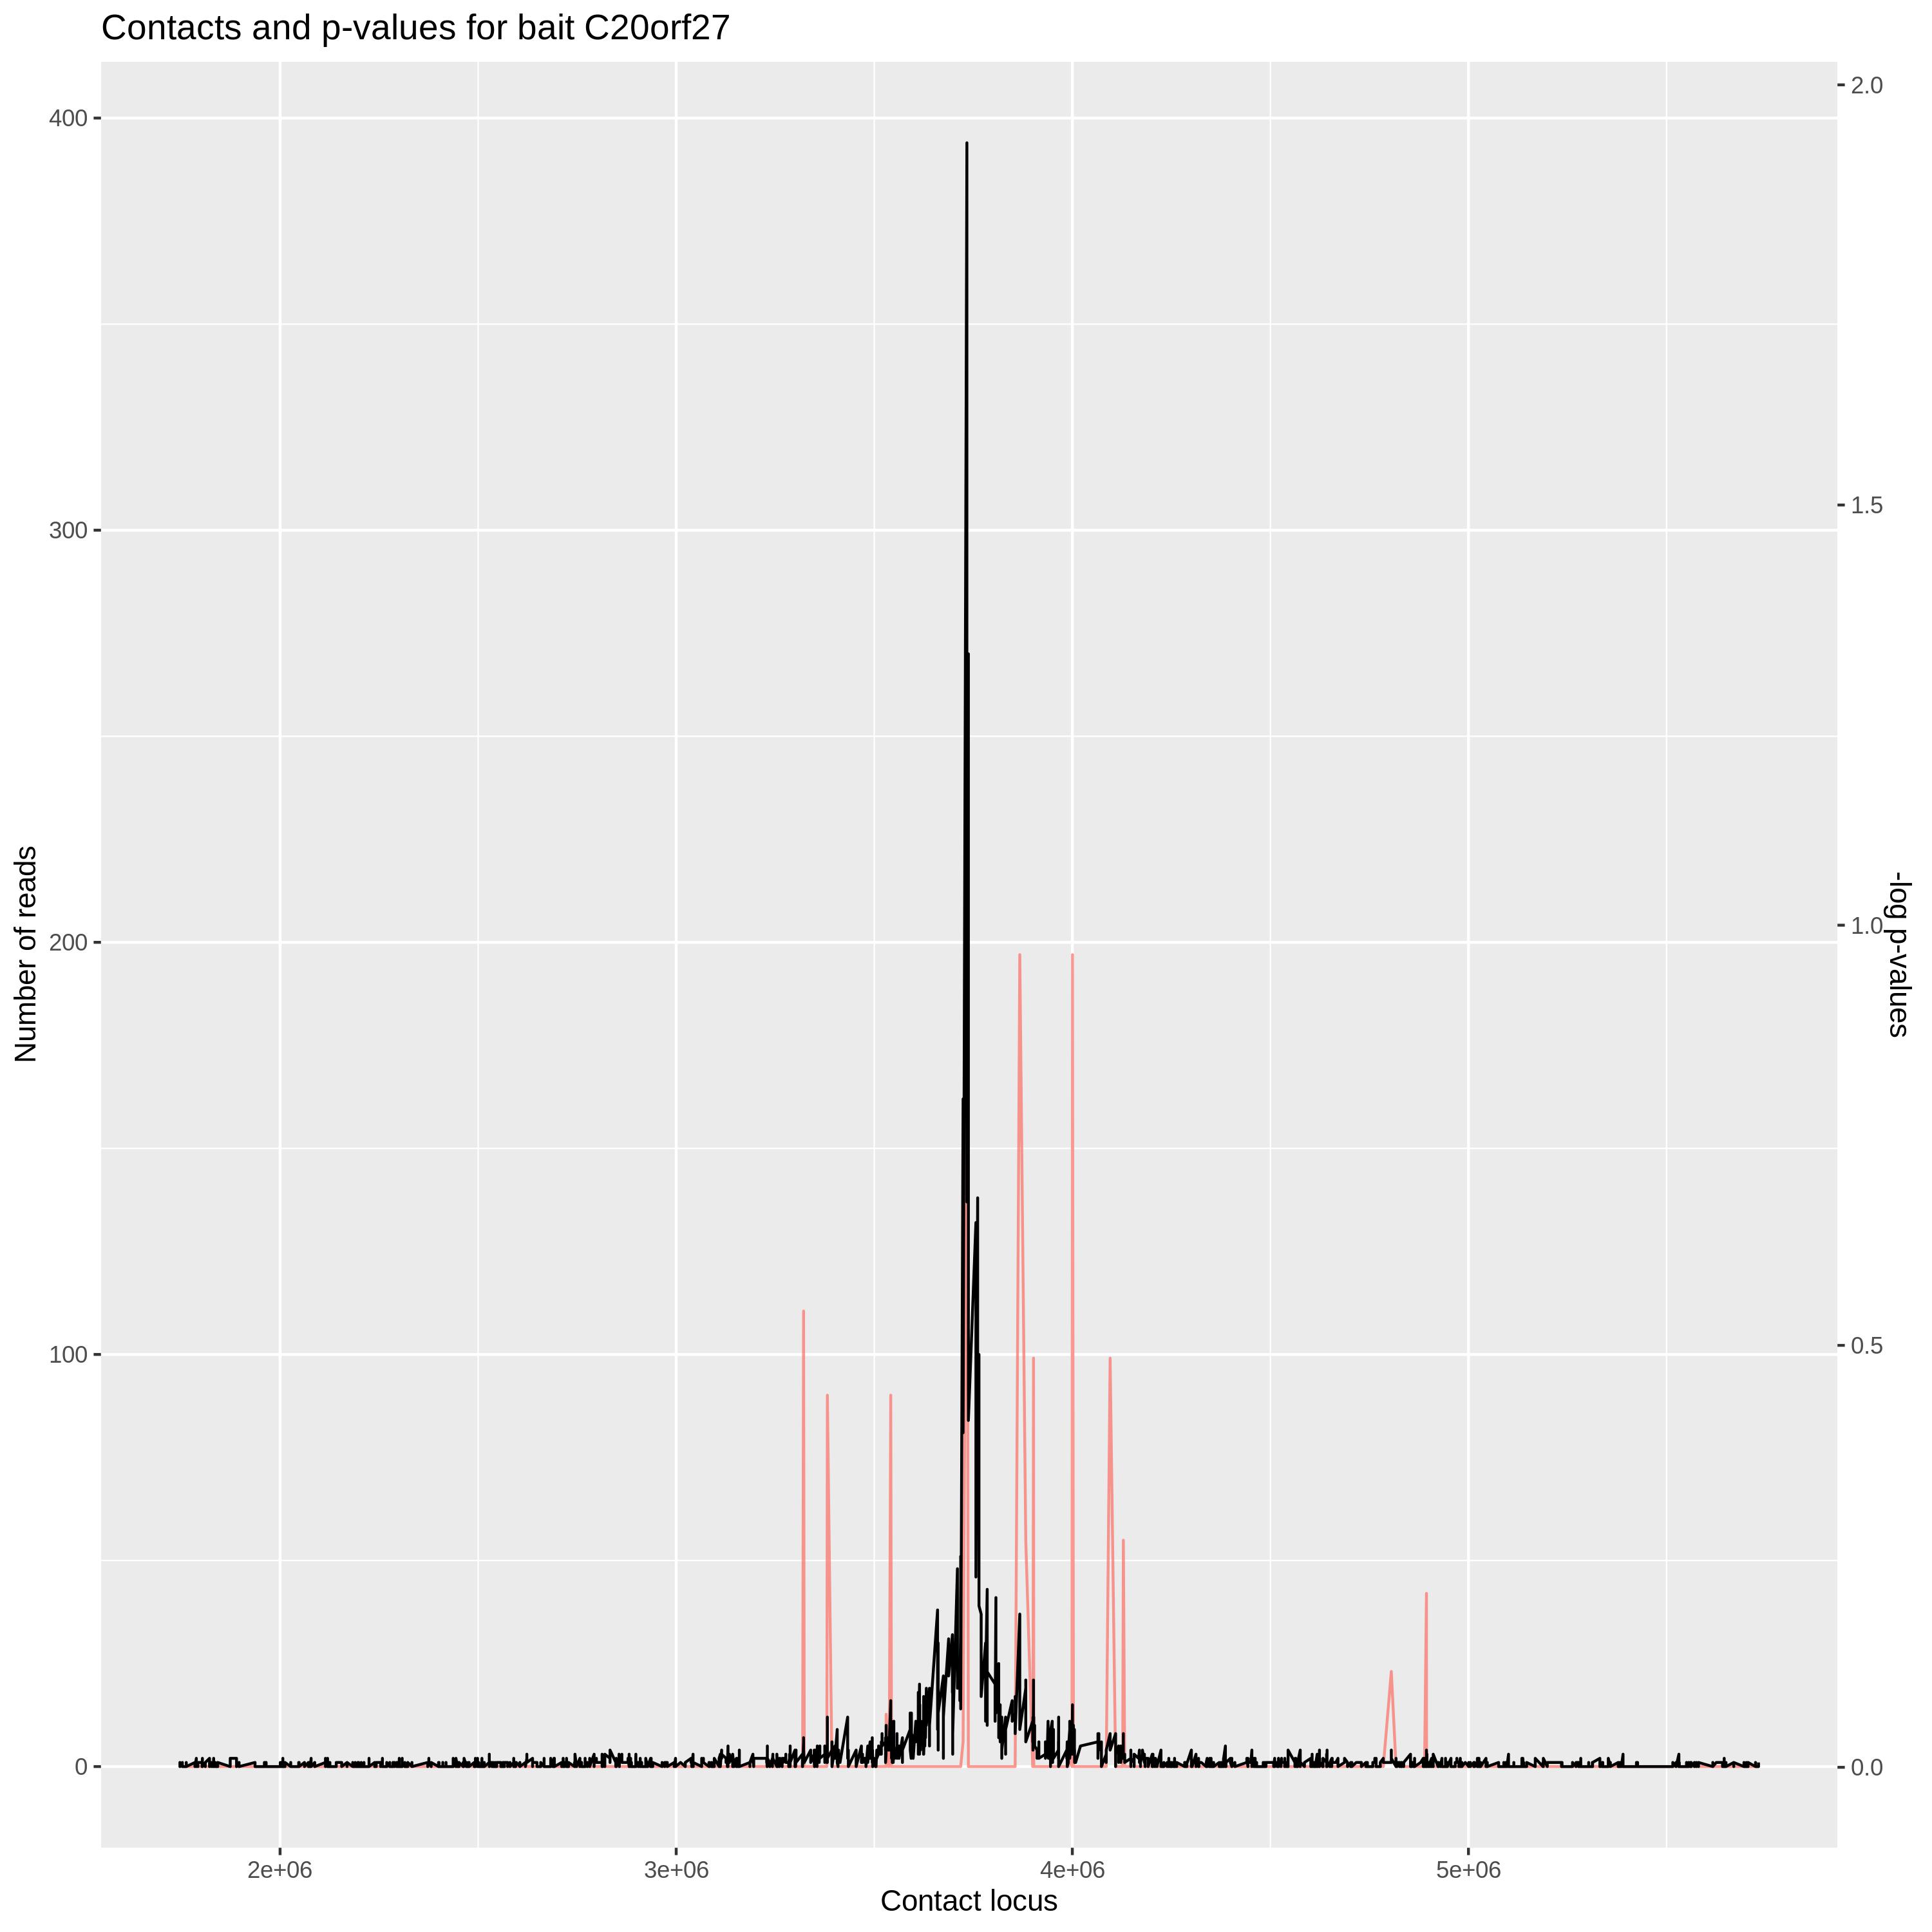 Contacts and p-values for bait C20orf27
400
300
200
100
0
Number of reads
2.0
1.5
1.0
0.5
0.0
-log p-values
2e+06
3e+06
4e+06
5e+06
Contact locus